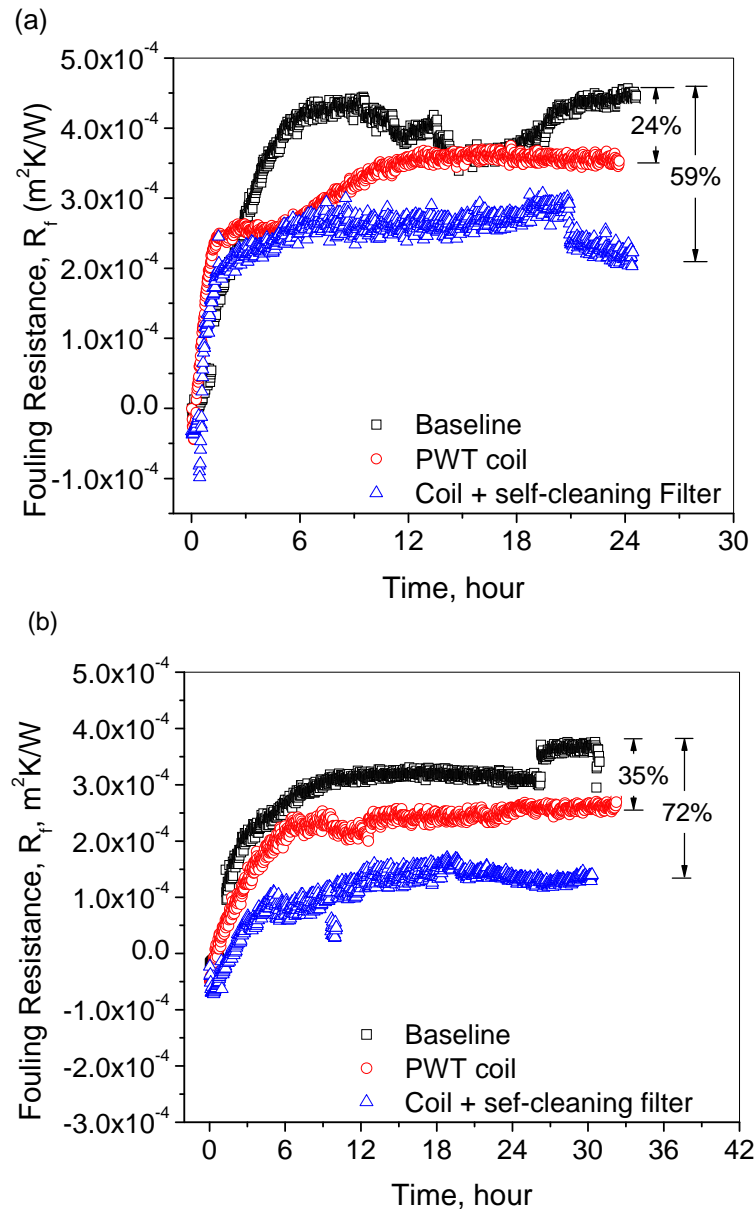 (a)
5.0x10-4
4.0x10-4
3.0x10-4
2.0x10-4
1.0x10-4
0.0
-1.0x10-4
Fouling Resistance, Rf (m2K/W)
24%
59%
Baseline
PWT coil
Coil + self-cleaning Filter
0 6 12 18 24 30
Time, hour
(b)
5.0x10-4
4.0x10-4
3.0x10-4
2.0x10-4
1.0x10-4
0.0
-1.0x10-4
-2.0x10-4
-3.0x10-4
Fouling Resistance, Rf, m2K/W
35%
72%
Baseline
PWT coil
Coil + sef-cleaning filter
0 6 12 18 24 30 36 42
Time, hour